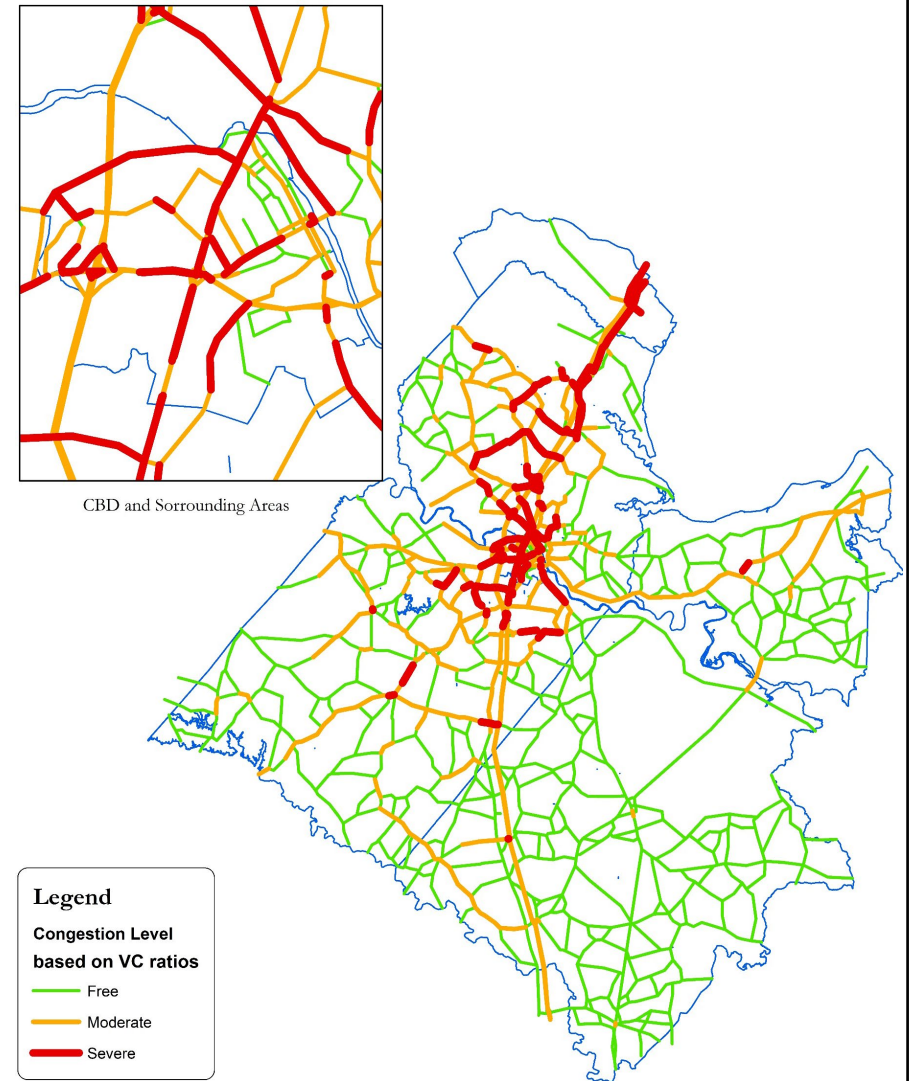 CBD and Sorrounding Areas
Legend
Congestion Level
based on VC ratios
Free
Moderate
Severe